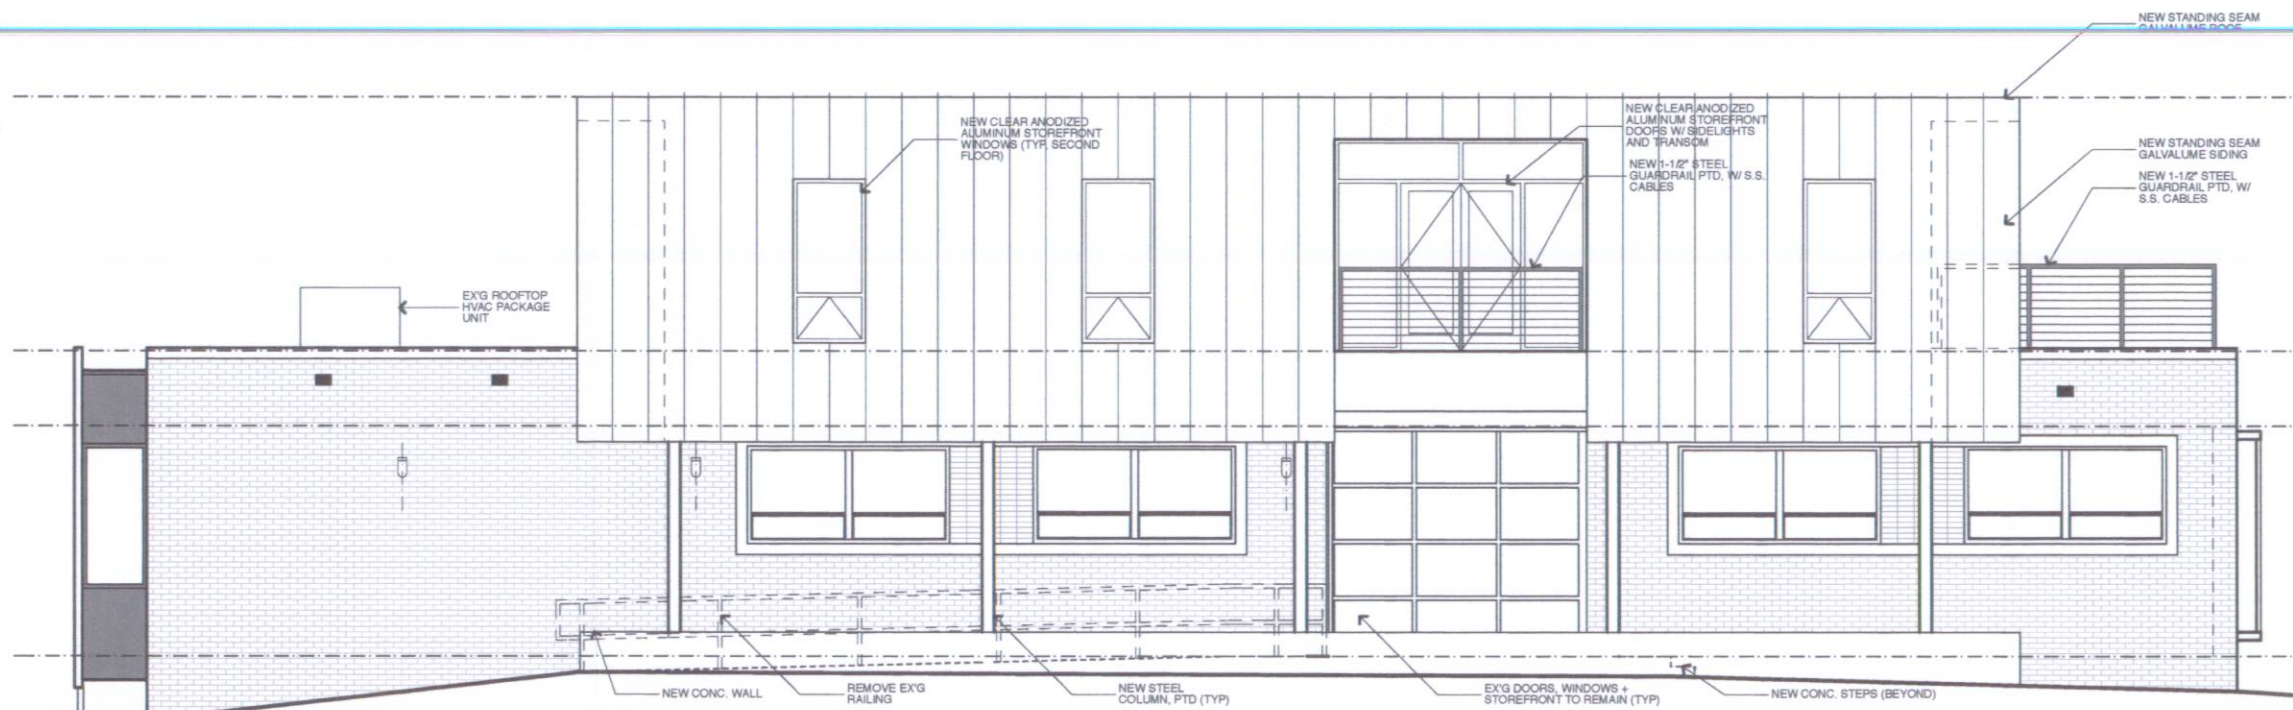 NEW STANDING SEAM
GALVALUME ROOF
NEW CLEAR ANODIZED
ALUMINUM STOREFRONT
WINDOWS (TYP, SECOND
FLOOR)
NEW CLEAR ANODIZED
ALUMINUM STOREFRONT
DOORS W/ SIDELIGHTS
AND TRANSOM
NEW 1-1/2" STEEL
GUARDRAIL PTD, W/ S.S.
CABLES
NEW STANDING SEAM
GALVALUME SIDING
NEW 1-1/2" STEEL
GUARDRAIL PTD, W/
S.S. CABLES
EX'G ROOFTOP
HVAC PACKAGE
UNIT
NEW CONC. WALL
REMOVE EX'G
RAILING
NEW STEEL
COLUMN, PTD (TYP)
EX'G DOORS, WINDOWS +
STOREFRONT TO REMAIN (TYP)
NEW CONC. STEPS (BEYOND)